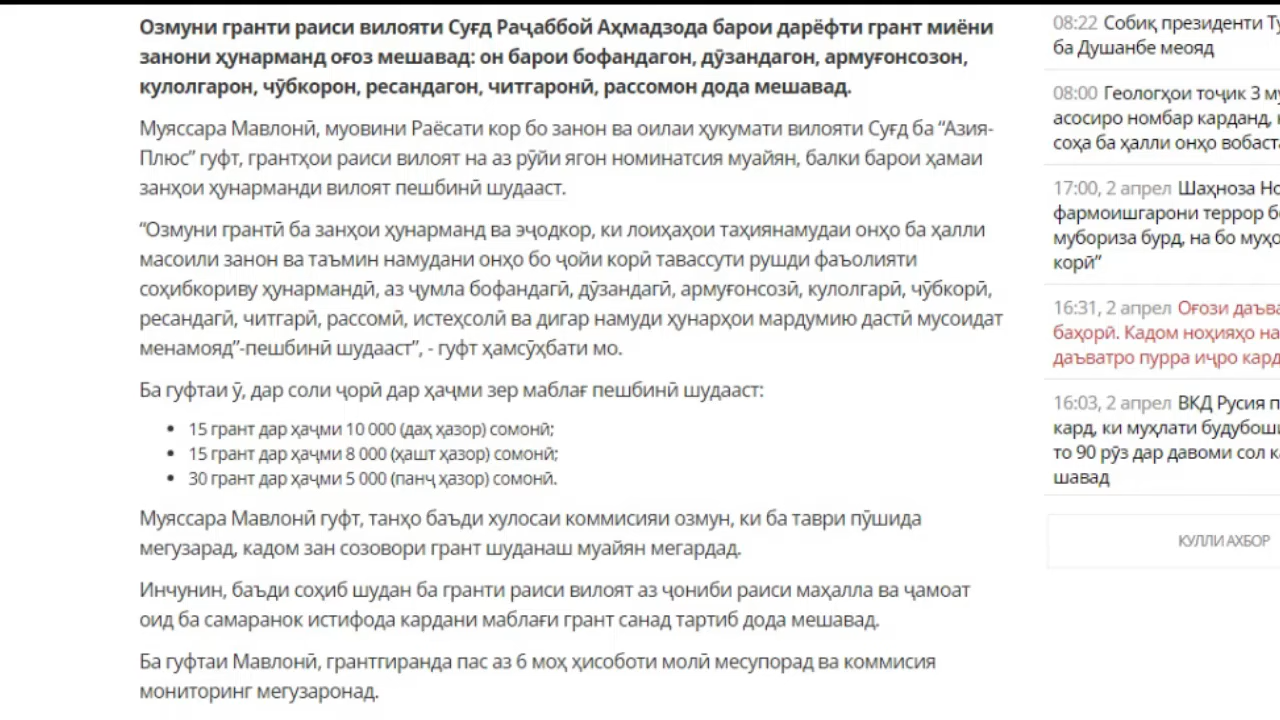 Озмуни гранти раиси вилояти Суғд Раҷаббой Аҳмадзода барои дарёфти грант миёни
занони ҳунарманд оғоз мешавад: он барои бофандагон, дӯзандагон, армуғонсозон,
кулолгарон, чӯбкорон, ресандагон, читгаронӣ, рассомон дода мешавад.
Муяссара Мавлонӣ, муовини Раёсати кор бо занон ва оилаи ҳукумати вилояти Суғд ба “Азия-
Плюс” гуфт, грантҳои раиси вилоят на аз рӯйи ягон номинатсия муайян, балки барои ҳамаи
занҳои ҳунарманди вилоят пешбинӣ шудааст.
“Озмуни грантӣ ба занҳои ҳунарманд ва эҷодкор, ки лоиҳаҳои таҳиянамудаи онҳо ба ҳалли
масоили занон ва таъмин намудани онҳо бо ҷойи корӣ тавассути рушди фаъолияти
соҳибкориву ҳунармандӣ, аз ҷумла бофандагӣ, дӯзандагӣ, армуғонсозӣ, кулолгарӣ, чӯбкорӣ,
ресандагӣ, читгарӣ, рассомӣ, истеҳсолӣ ва дигар намуди ҳунарҳои мардумию дастӣ мусоидат
менамояд”-пешбинӣ шудааст”, - гуфт ҳамсӯҳбати мо.
Ба гуфтаи ӯ, дар соли ҷорӣ дар ҳаҷми зер маблағ пешбинӣ шудааст:
• 15 грант дар ҳаҷми 10 000 (даҳ ҳазор) сомонӣ;
• 15 грант дар ҳаҷми 8 000 (ҳашт ҳазор) сомонӣ;
• 30 грант дар ҳаҷми 5 000 (панҷ ҳазор) сомонӣ.
Муяссара Мавлонӣ гуфт, танҳо баъди хулосаи коммисияи озмун, ки ба таври пӯшида
мегузарад, кадом зан созовори грант шуданаш муайян мегардад.
Инчунин, баъди соҳиб шудан ба гранти раиси вилоят аз ҷониби раиси маҳалла ва ҷамоат
оид ба самаранок истифода кардани маблағи грант санад тартиб дода мешавад.
Ба гуфтаи Мавлонӣ, грантгиранда пас аз 6 моҳ ҳисоботи молӣ месупорад ва коммисия
мониторинг мегузаронад.
08:22 Собиқ президенти
ба Душанбе меояд
08:00 Геологҳои тоҷик 3
асосиро номбар карданд,
соҳа ба ҳалли онҳо
17:00, 2 апрел Шаҳноза
фармоишгарони террор
мубориза бурд, на бо
корӣ”
16:31, 2 апрел Оғози
баҳорӣ. Кадом ноҳияҳо
даъватро пурра иҷро
16:03, 2 апрел ВКД Русия
кард, ки муҳлати
то 90 рӯз дар давоми сол
шавад
КУЛЛИ АХБОР